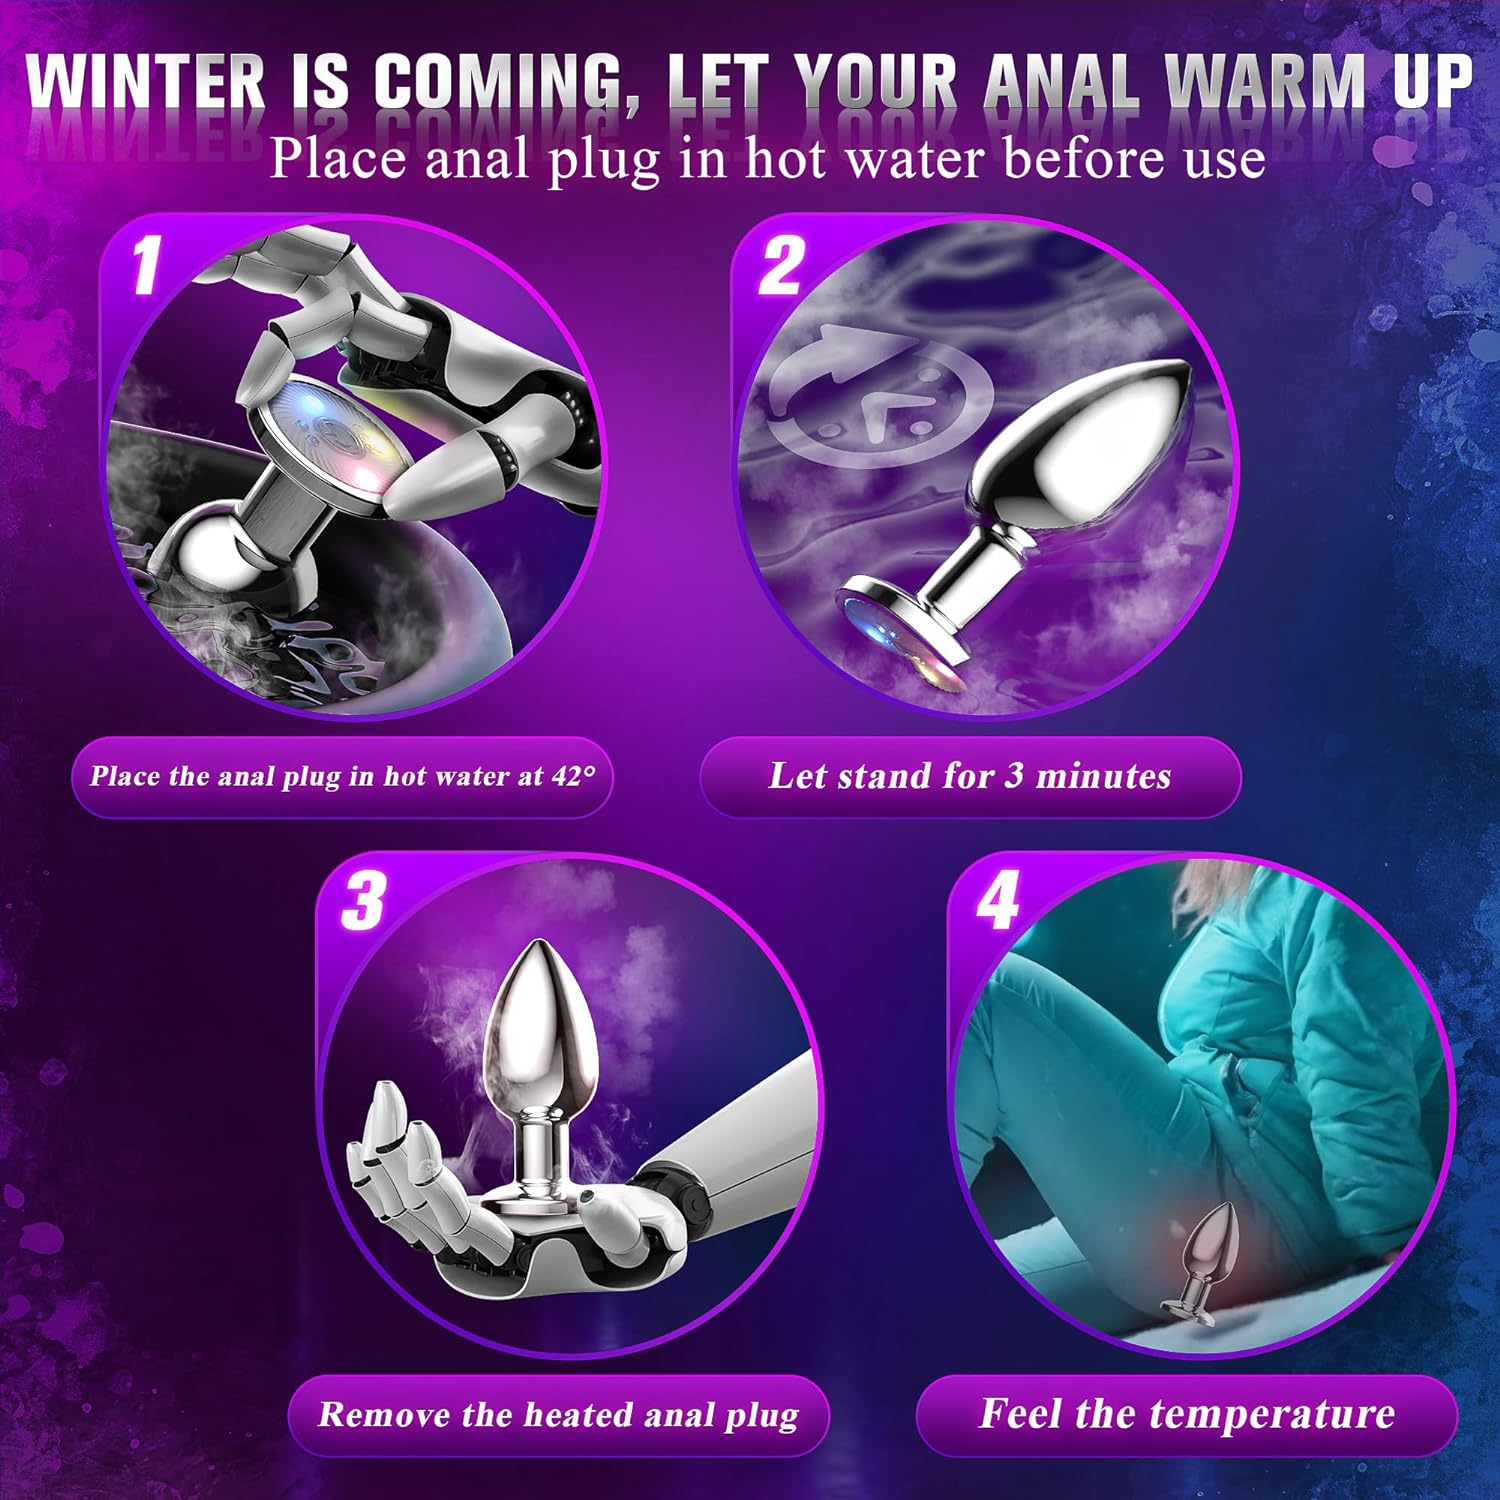 WINTER IS COMING, LET YOUR ANAL WARM UP
Place anal plug in hot water before use
1
2
Place the anal plug in hot water at 42°
Let stand for 3 minutes
3
4
Remove the heated anal plug
Feel the temperature